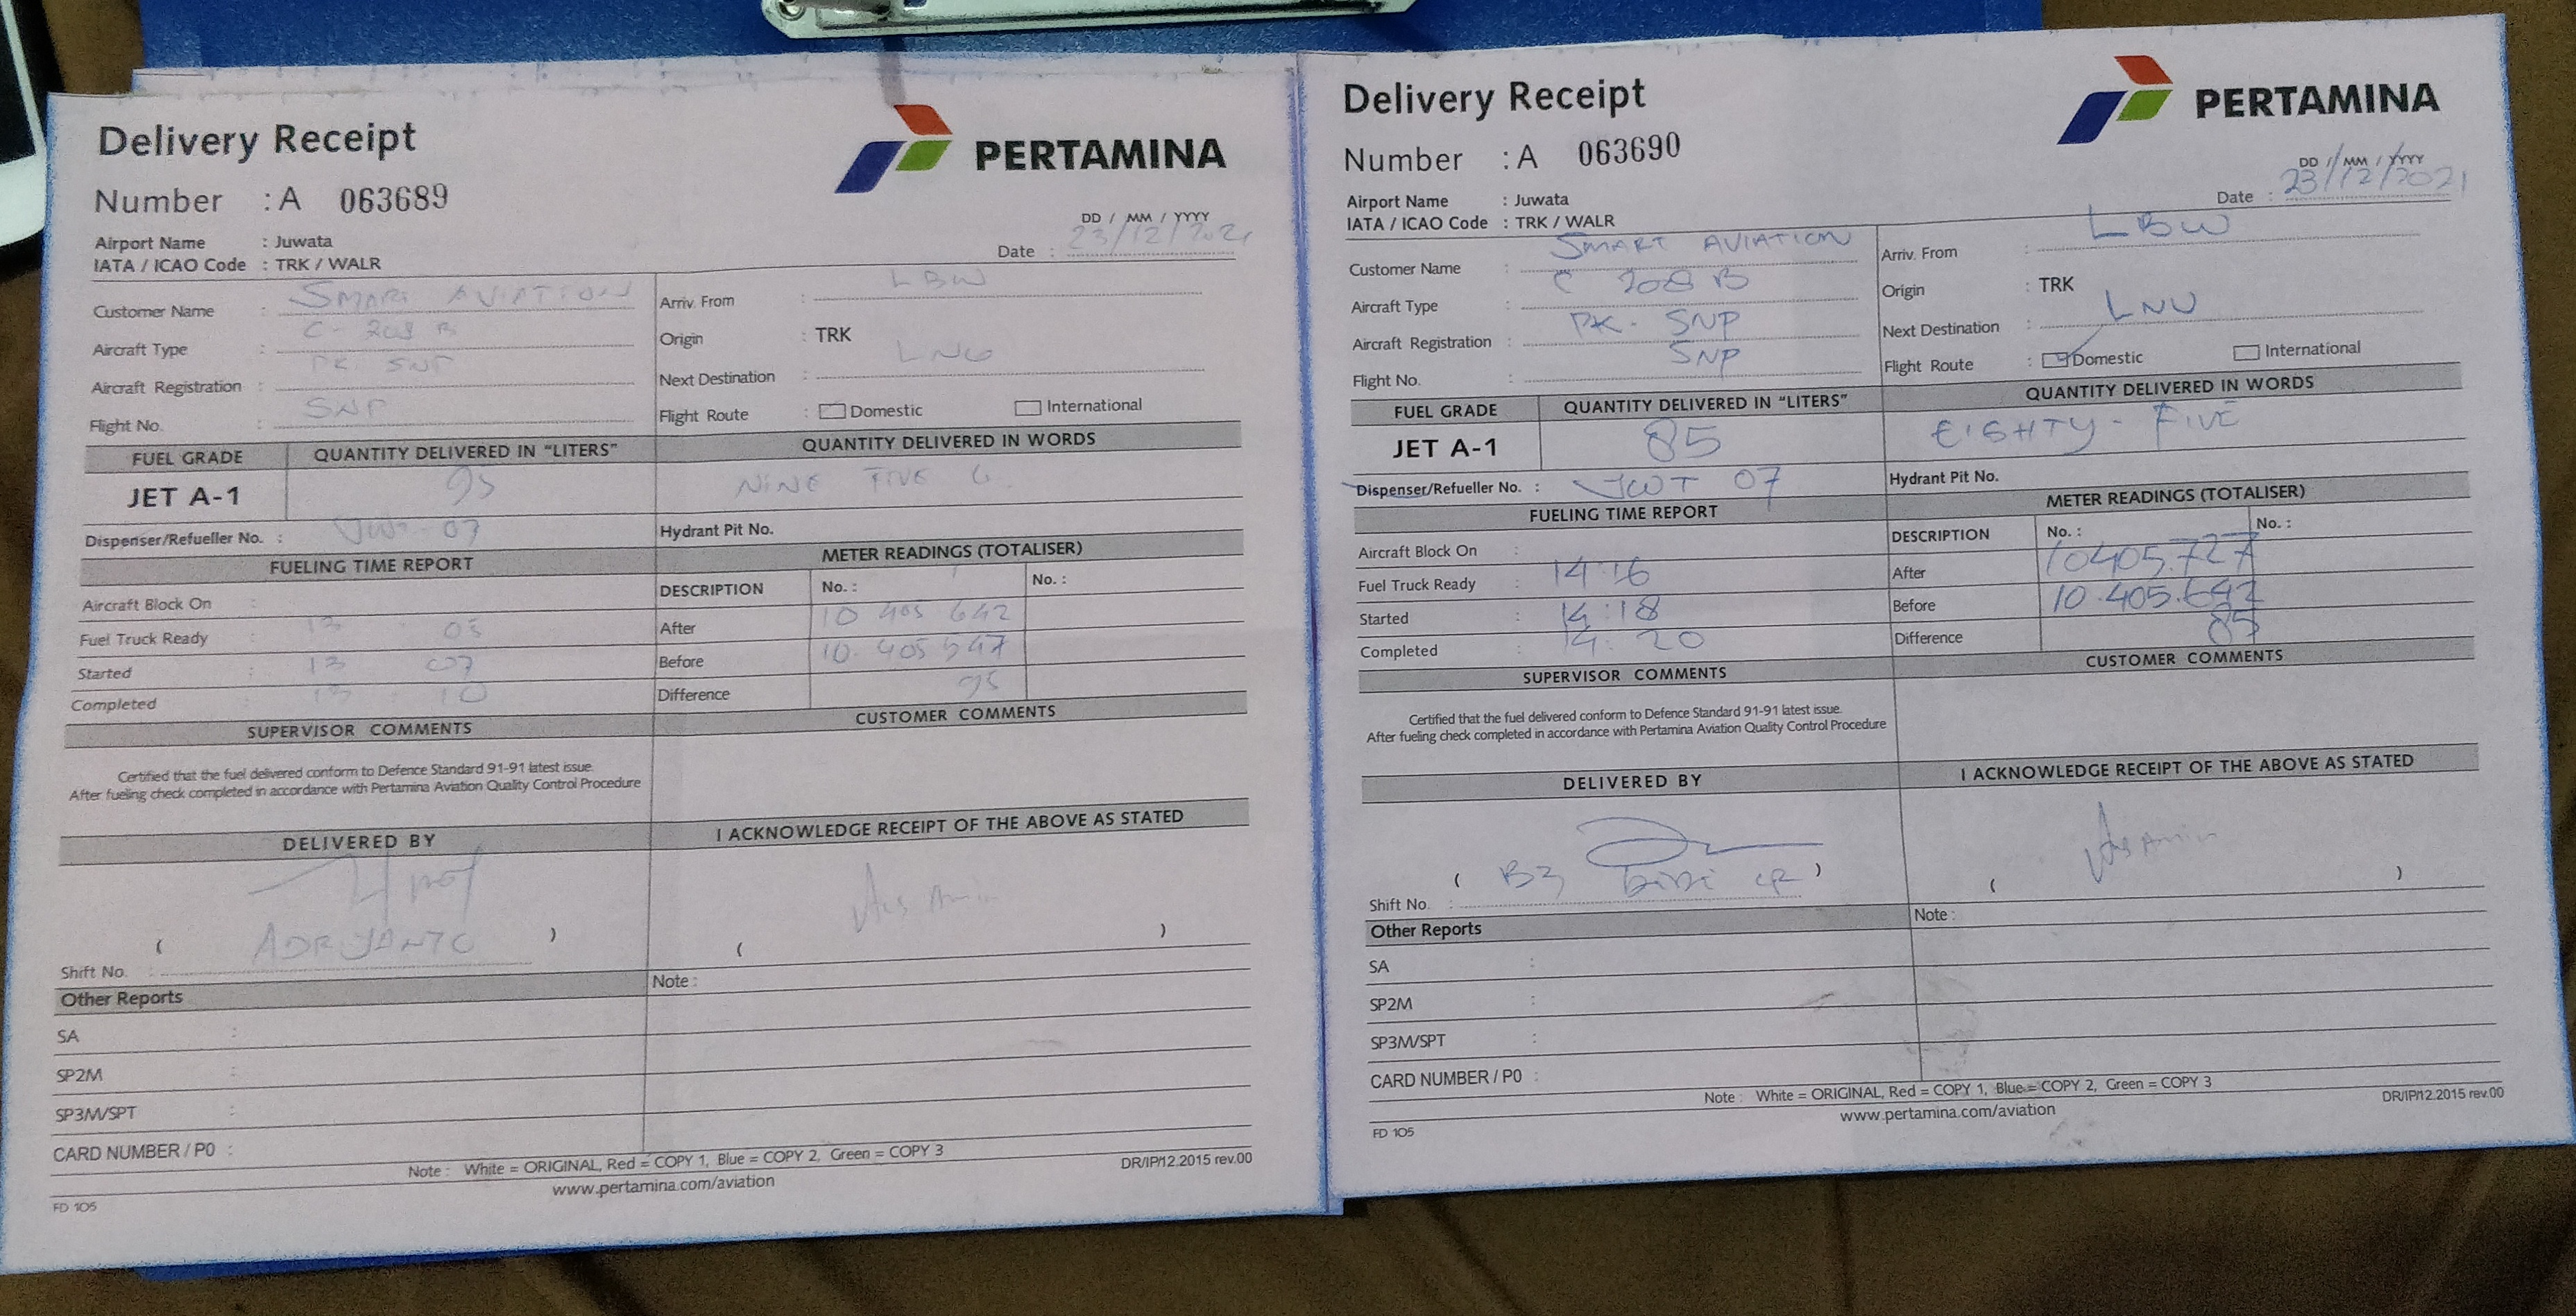 Delivery Receipt
PERTAMINA
Number : A 063689
DD / MM / YYYY
Airport Name : Juwata
Date : 23/12/2021
IATA / ICAO Code : TRK / WALR
Customer Name : SMART AVIATION
Aircraft Type : C-208 B
Aircraft Registration : PK. SNP
Flight No. : SNP
Arriv. From : LBW
Origin : TRK
Next Destination : LNU
Flight Route : Domestic International
FUEL GRADE QUANTITY DELIVERED IN "LITERS" QUANTITY DELIVERED IN WORDS
JET A-1 95 NINE FIVE
Dispenser/Refueller No. : JWT 07 Hydrant Pit No.
FUELING TIME REPORT METER READINGS (TOTALISER)
Aircraft Block On :
Fuel Truck Ready : 13 05
Started : 13 07
Completed : 13 10
DESCRIPTION No. : No. :
After 10 405 642
Before 10. 405 547
Difference 95
SUPERVISOR COMMENTS CUSTOMER COMMENTS
Certified that the fuel delivered conform to Defence Standard 91-91 latest issue.
After fueling check completed in accordance with Pertamina Aviation Quality Control Procedure
DELIVERED BY I ACKNOWLEDGE RECEIPT OF THE ABOVE AS STATED
( ADRIYANTO ) ( )
Shift No. :
Other Reports Note :
SA :
SP2M :
SP3M/SPT :
CARD NUMBER / P0 :
Note : White = ORIGINAL, Red = COPY 1, Blue = COPY 2, Green = COPY 3
DR/IP/12.2015 rev.00
www.pertamina.com/aviation
FD 105
Delivery Receipt
PERTAMINA
Number : A 063690
DD / MM / YYYY
Airport Name : Juwata
Date : 23/12/2021
IATA / ICAO Code : TRK / WALR
Customer Name : SMART AVIATION
Aircraft Type : C 208 B
Aircraft Registration : PK. SNP
Flight No. : SNP
Arriv. From : LBW
Origin : TRK
Next Destination : LNU
Flight Route : Domestic International
FUEL GRADE QUANTITY DELIVERED IN "LITERS" QUANTITY DELIVERED IN WORDS
JET A-1 85 EIGHTY - FIVE
Dispenser/Refueller No. : JWT 07 Hydrant Pit No.
FUELING TIME REPORT METER READINGS (TOTALISER)
Aircraft Block On :
Fuel Truck Ready : 14:16
Started : 14:18
Completed : 14:20
DESCRIPTION No. : No. :
After 10405.727
Before 10.405.642
Difference 85
SUPERVISOR COMMENTS CUSTOMER COMMENTS
Certified that the fuel delivered conform to Defence Standard 91-91 latest issue.
After fueling check completed in accordance with Pertamina Aviation Quality Control Procedure
DELIVERED BY I ACKNOWLEDGE RECEIPT OF THE ABOVE AS STATED
( ) ( )
Shift No. :
Other Reports Note :
SA :
SP2M :
SP3M/SPT :
CARD NUMBER / P0 :
Note : White = ORIGINAL, Red = COPY 1, Blue = COPY 2, Green = COPY 3
DR/IP/12.2015 rev.00
www.pertamina.com/aviation
FD 105